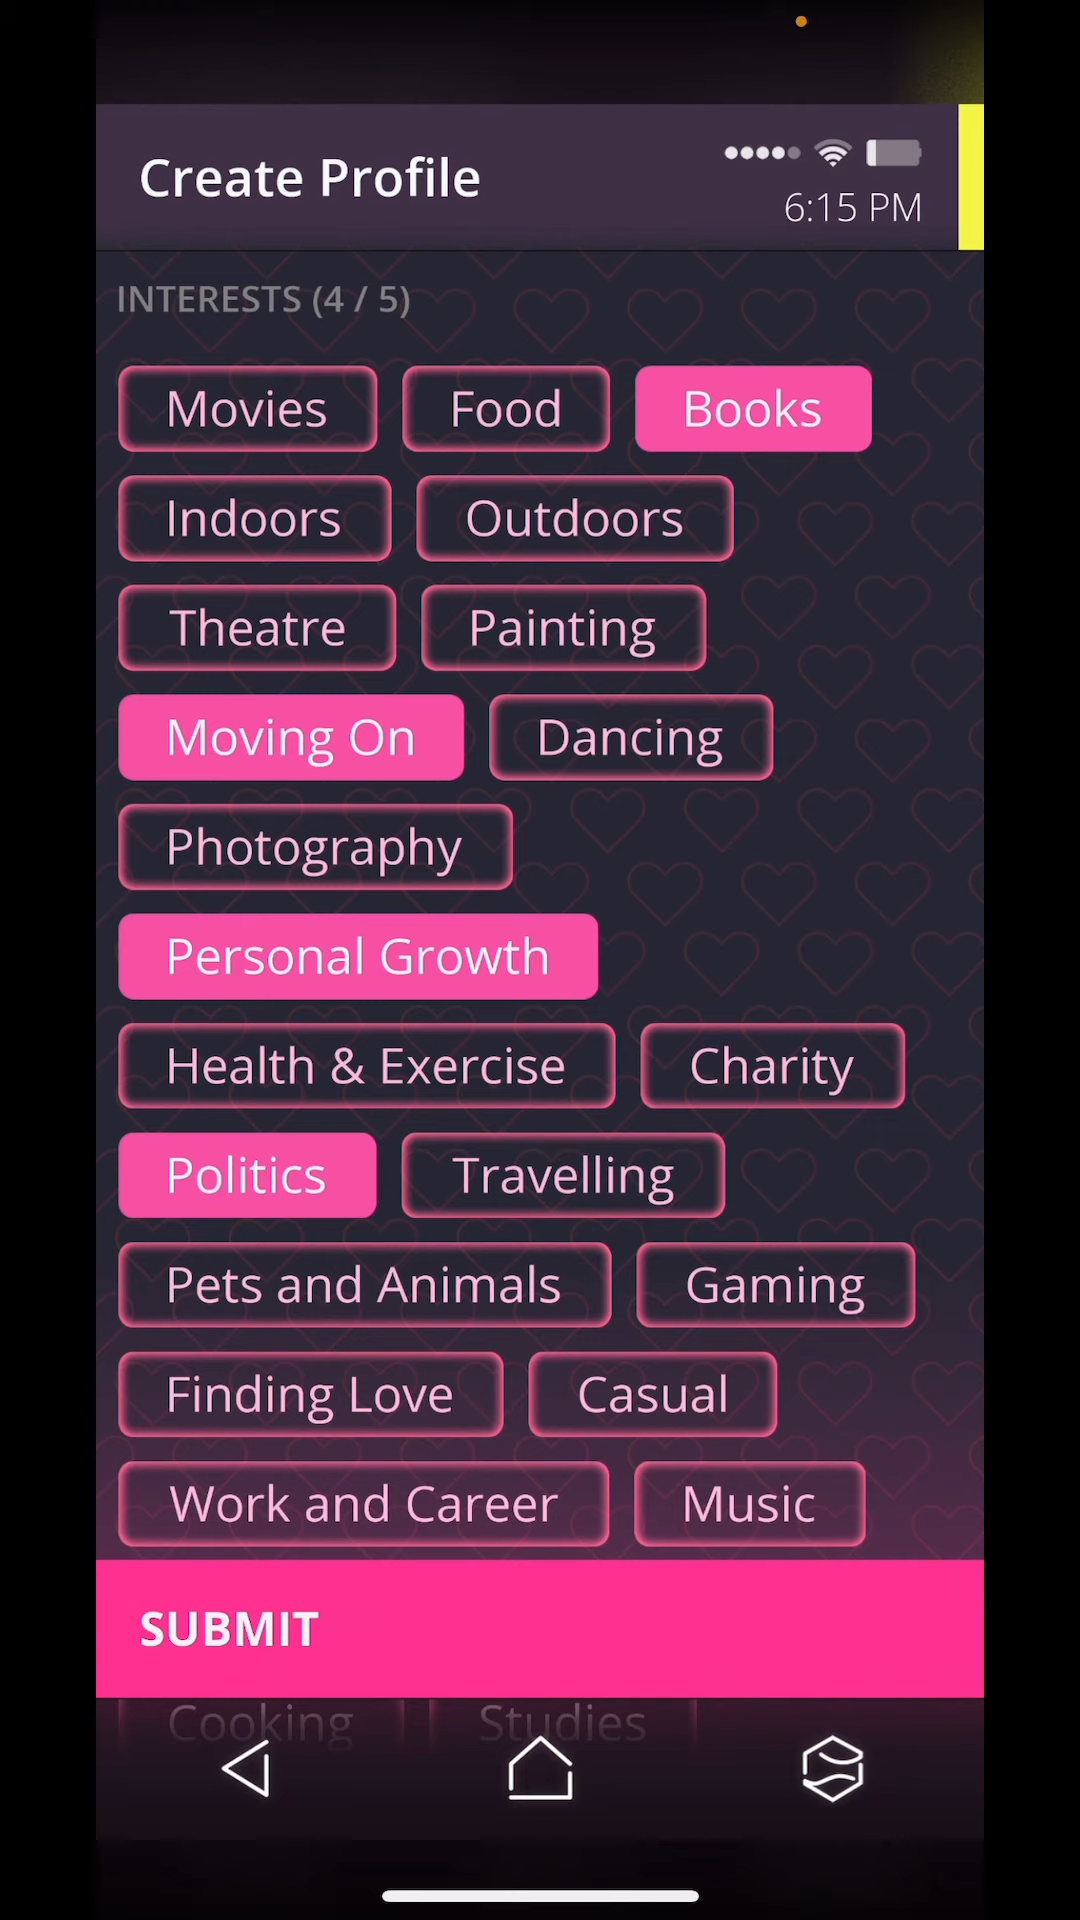 Create Profile
6:15 PM
INTERESTS (4 / 5)
Movies Food Books
Indoors Outdoors
Theatre Painting
Moving On Dancing
Photography
Personal Growth
Health & Exercise Charity
Politics Travelling
Pets and Animals Gaming
Finding Love Casual
Work and Career Music
SUBMIT
Cooking Studies